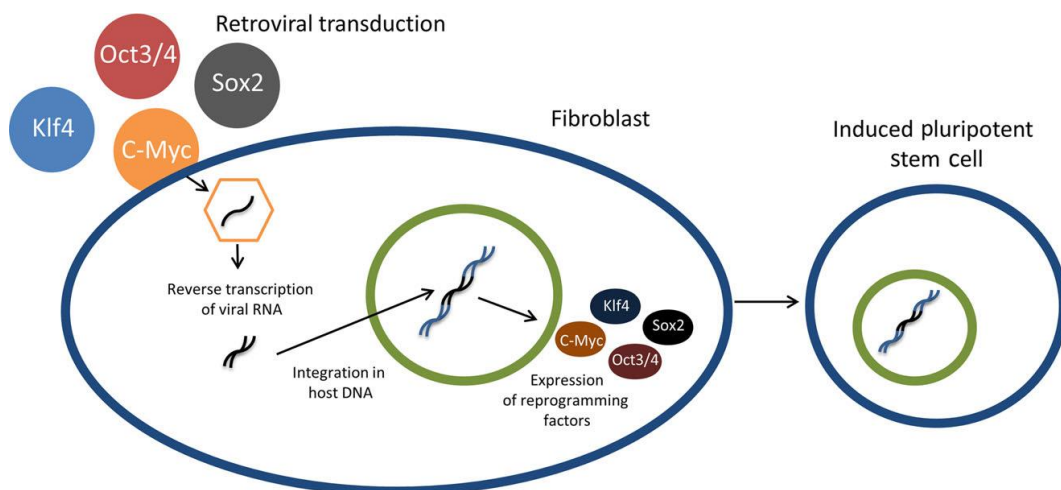 Retroviral transduction
Oct3/4
Sox2
Klf4
C-Myc
Fibroblast
Induced pluripotent
stem cell
Reverse transcription
of viral RNA
Integration in
host DNA
Klf4
Sox2
C-Myc
Oct3/4
Expression
of reprogramming
factors